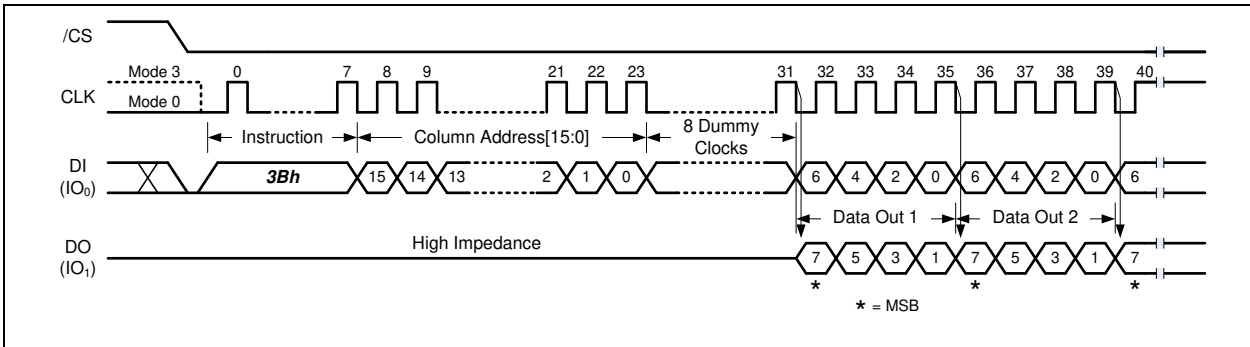 /CS
Mode 3 0 7 8 9 21 22 23 31 32 33 34 35 36 37 38 39 40
CLK
Mode 0
Instruction Column Address[15:0] 8 Dummy Clocks
DI (IO₀) 3Bh 15 14 13 2 1 0 6 4 2 0 6 4 2 0 6
Data Out 1 Data Out 2
High Impedance
DO (IO₁) 7 5 3 1 7 5 3 1 7
* * *
* = MSB